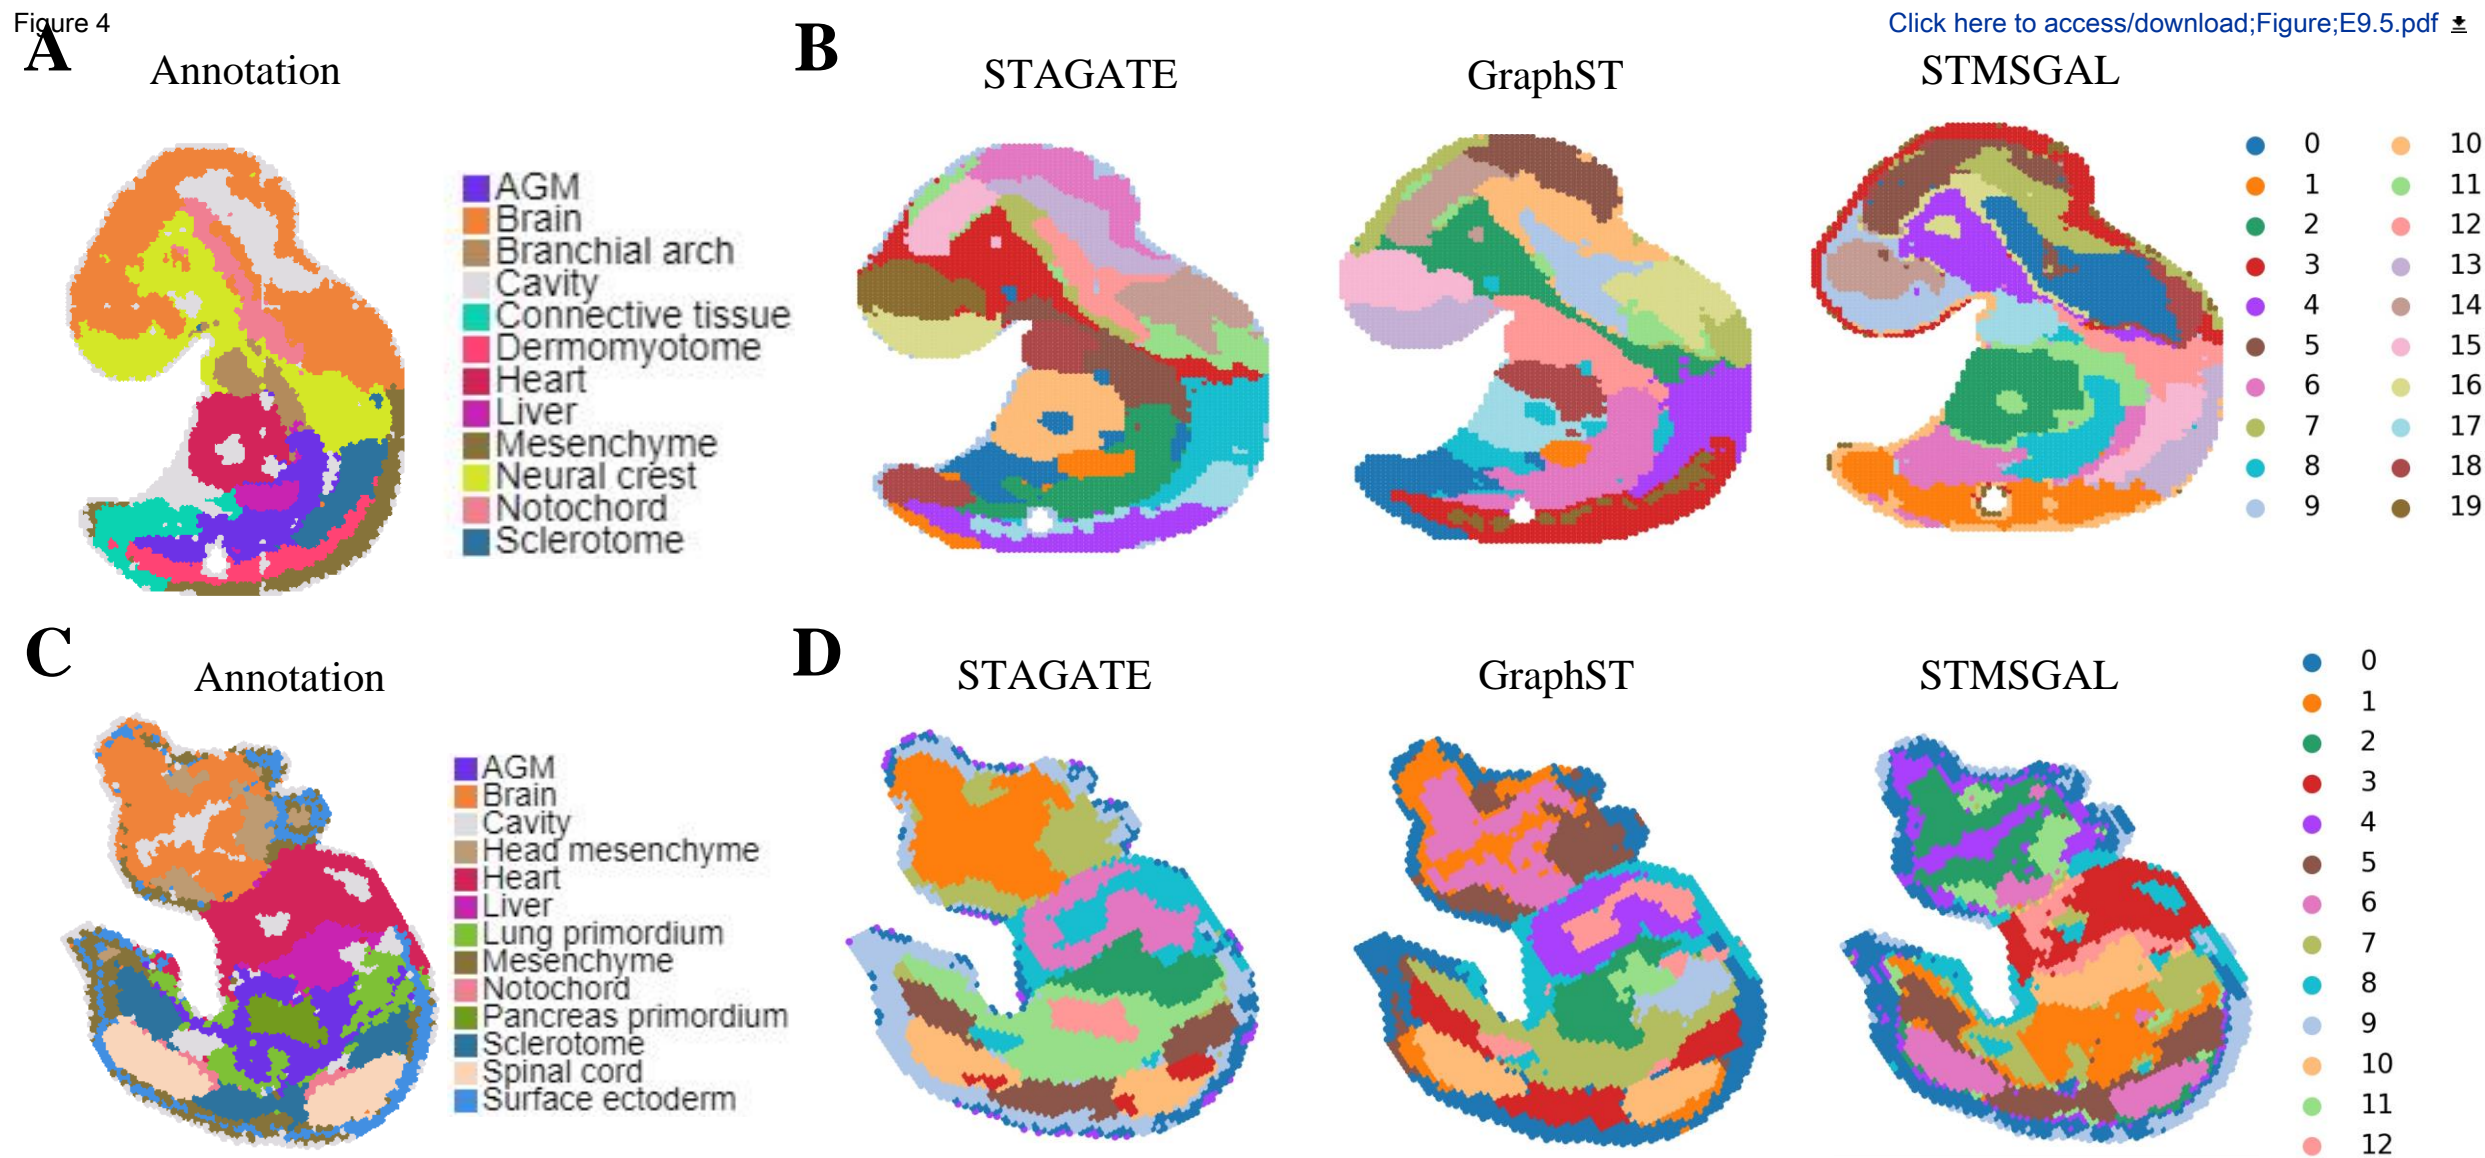 Figure 4
Click here to access/download;Figure;E9.5.pdf
A
Annotation
AGM
Brain
Branchial arch
Cavity
Connective tissue
Dermomyotome
Heart
Liver
Mesenchyme
Neural crest
Notochord
Sclerotome
B
STAGATE
GraphST
STMSGAL
0 10
1 11
2 12
3 13
4 14
5 15
6 16
7 17
8 18
9 19
C
Annotation
AGM
Brain
Cavity
Head mesenchyme
Heart
Liver
Lung primordium
Mesenchyme
Notochord
Pancreas primordium
Sclerotome
Spinal cord
Surface ectoderm
D
STAGATE
GraphST
STMSGAL
0
1
2
3
4
5
6
7
8
9
10
11
12